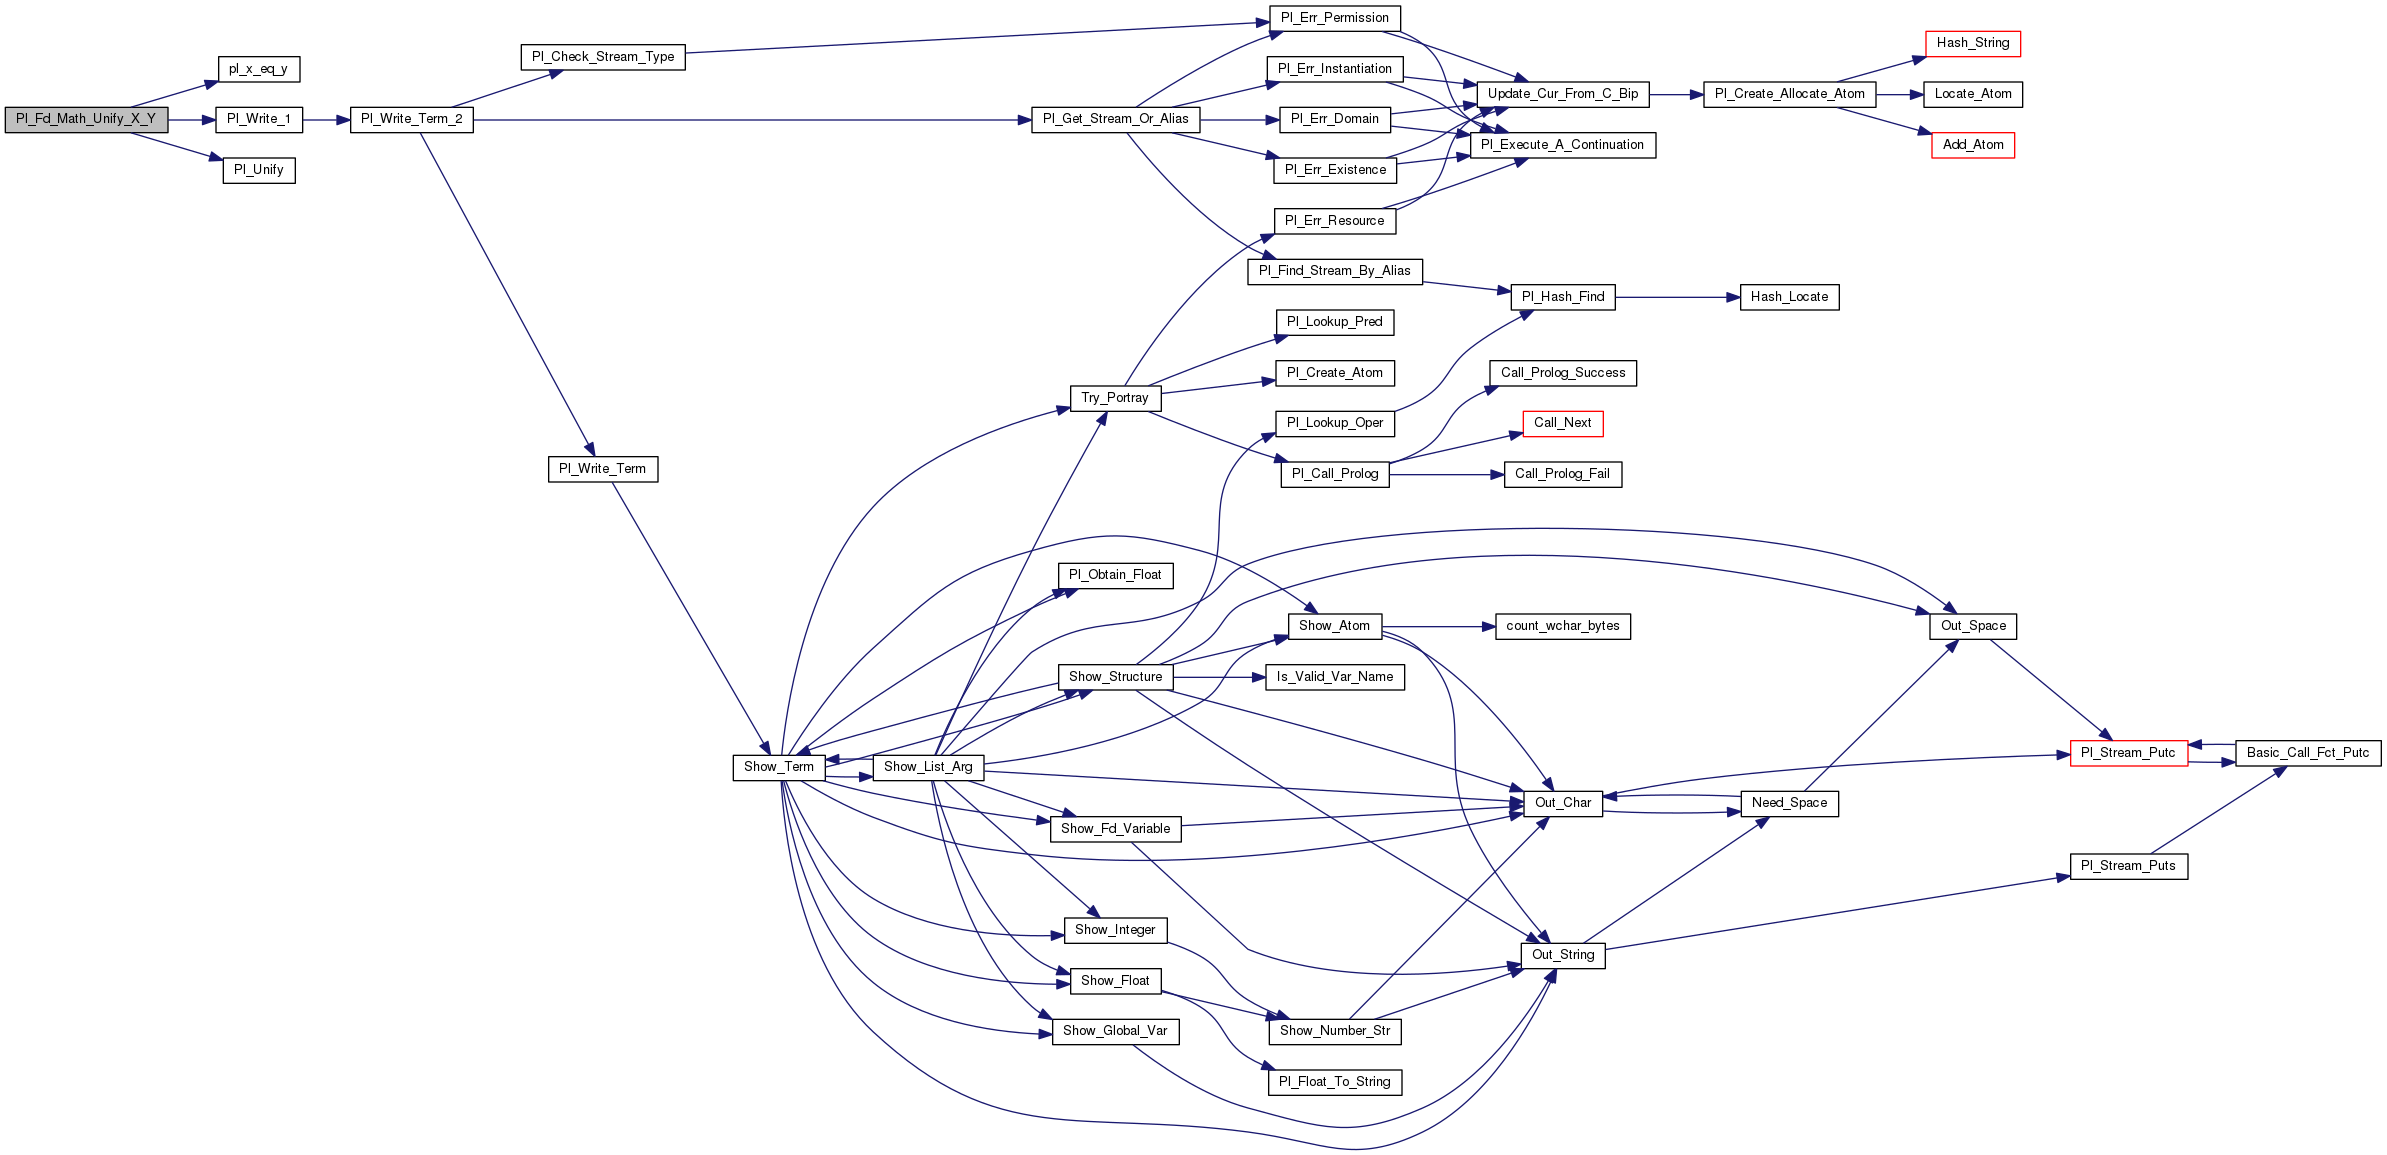 Pl_Fd_Math_Unify_X_Y
pl_x_eq_y
Pl_Write_1
Pl_Unify
Pl_Write_Term_2
Pl_Check_Stream_Type
Pl_Write_Term
Show_Term
Show_List_Arg
Pl_Get_Stream_Or_Alias
Try_Portray
Pl_Obtain_Float
Show_Structure
Show_Fd_Variable
Show_Integer
Show_Float
Show_Global_Var
Pl_Err_Permission
Pl_Err_Instantiation
Pl_Err_Domain
Pl_Err_Existence
Pl_Err_Resource
Pl_Find_Stream_By_Alias
Pl_Lookup_Pred
Pl_Create_Atom
Pl_Lookup_Oper
Pl_Call_Prolog
Show_Atom
Is_Valid_Var_Name
Show_Number_Str
Pl_Float_To_String
Update_Cur_From_C_Bip
Pl_Execute_A_Continuation
Pl_Hash_Find
Call_Prolog_Success
Call_Next
Call_Prolog_Fail
count_wchar_bytes
Out_Char
Out_String
Pl_Create_Allocate_Atom
Hash_Locate
Need_Space
Hash_String
Locate_Atom
Add_Atom
Out_Space
Pl_Stream_Putc
Pl_Stream_Puts
Basic_Call_Fct_Putc